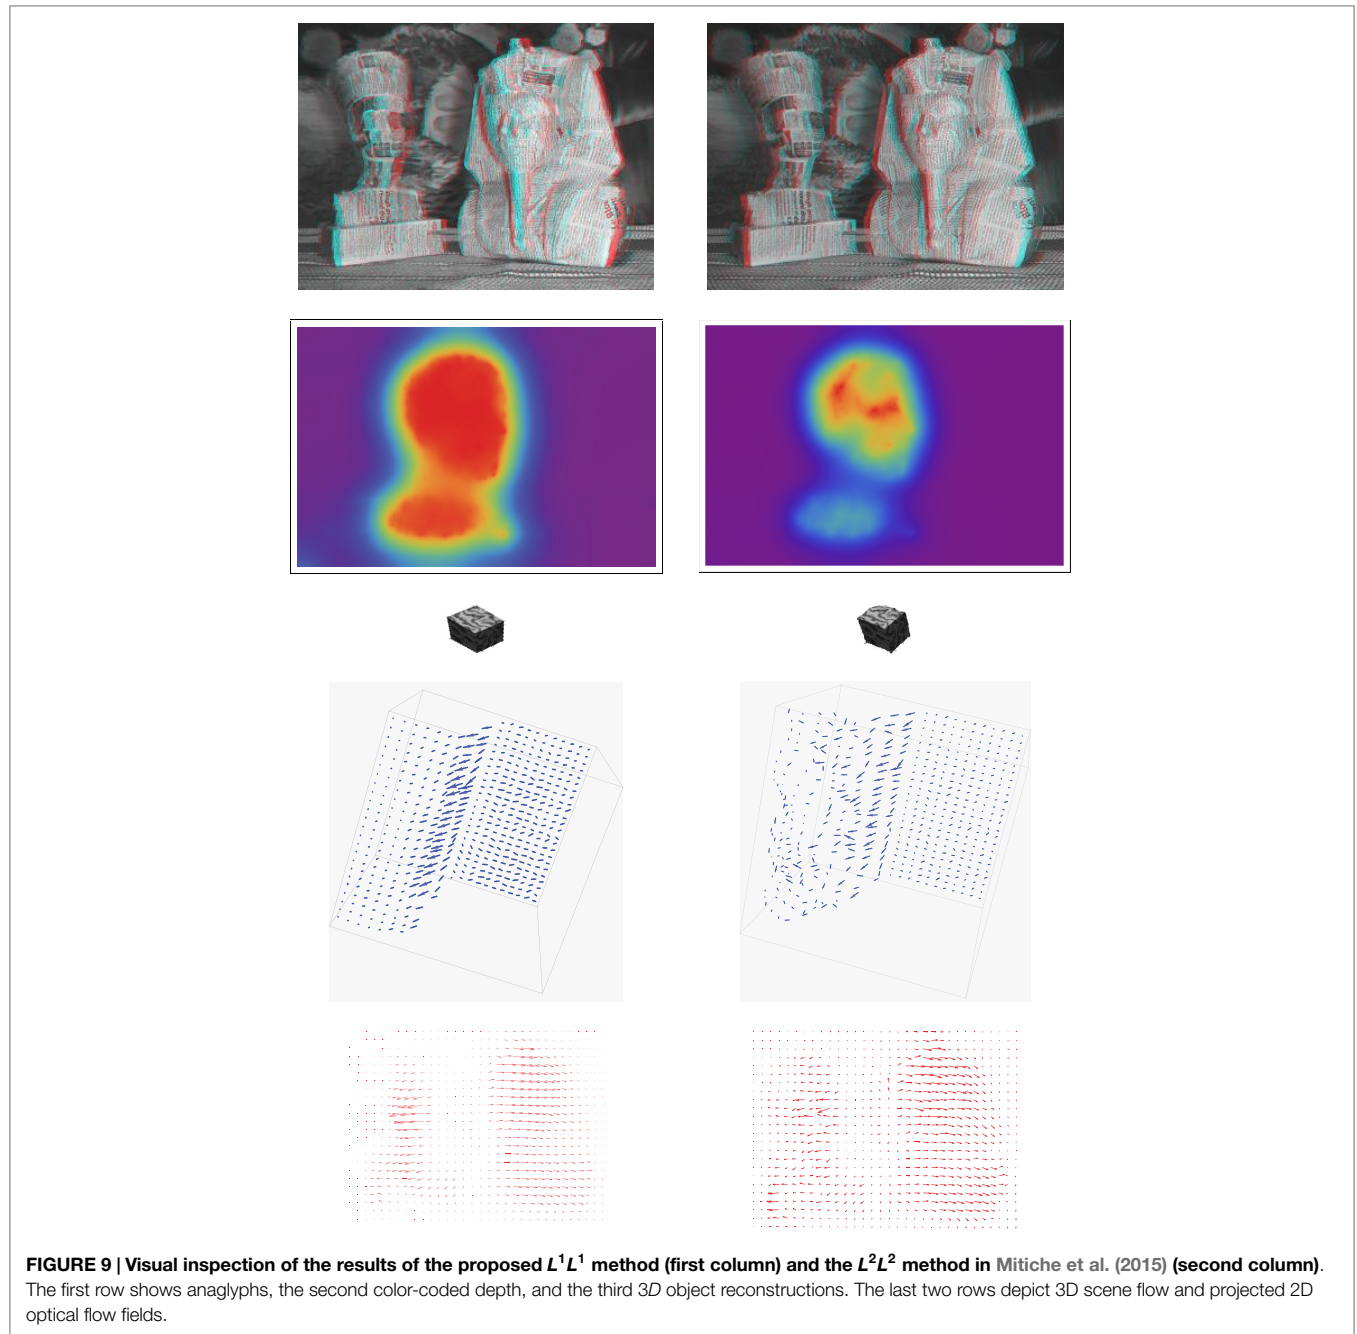 FIGURE 9 | Visual inspection of the results of the proposed L¹L¹ method (first column) and the L²L² method in Mitiche et al. (2015) (second column).
The first row shows anaglyphs, the second color-coded depth, and the third 3D object reconstructions. The last two rows depict 3D scene flow and projected 2D
optical flow fields.